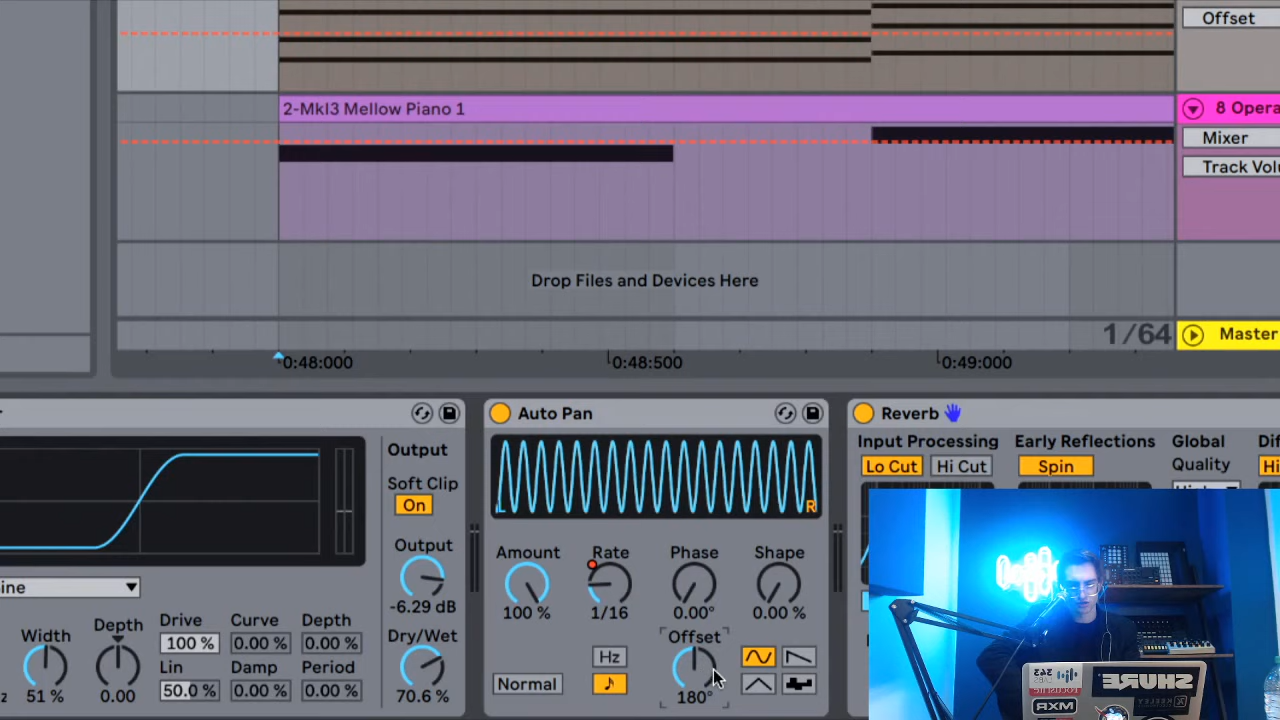 Offset
2-MkI3 Mellow Piano 1
8 Opera
Mixer
Track Volu
Drop Files and Devices Here
1/64
Master
0:48:000
0:48:500
0:49:000
Output
Soft Clip
On
Output
-6.29 dB
Dry/Wet
70.6 %
ine
Width
51 %
Depth
0.00
Drive
100 %
Curve
0.00 %
Depth
0.00 %
Lin
50.0 %
Damp
0.00 %
Period
0.00 %
Auto Pan
L
R
Amount
100 %
Rate
1/16
Phase
0.00°
Shape
0.00 %
Normal
Hz
Offset
180°
Reverb
Input Processing
Lo Cut
Hi Cut
Early Reflections
Spin
Global
Quality
Dif
Hi
SHURE
MXR